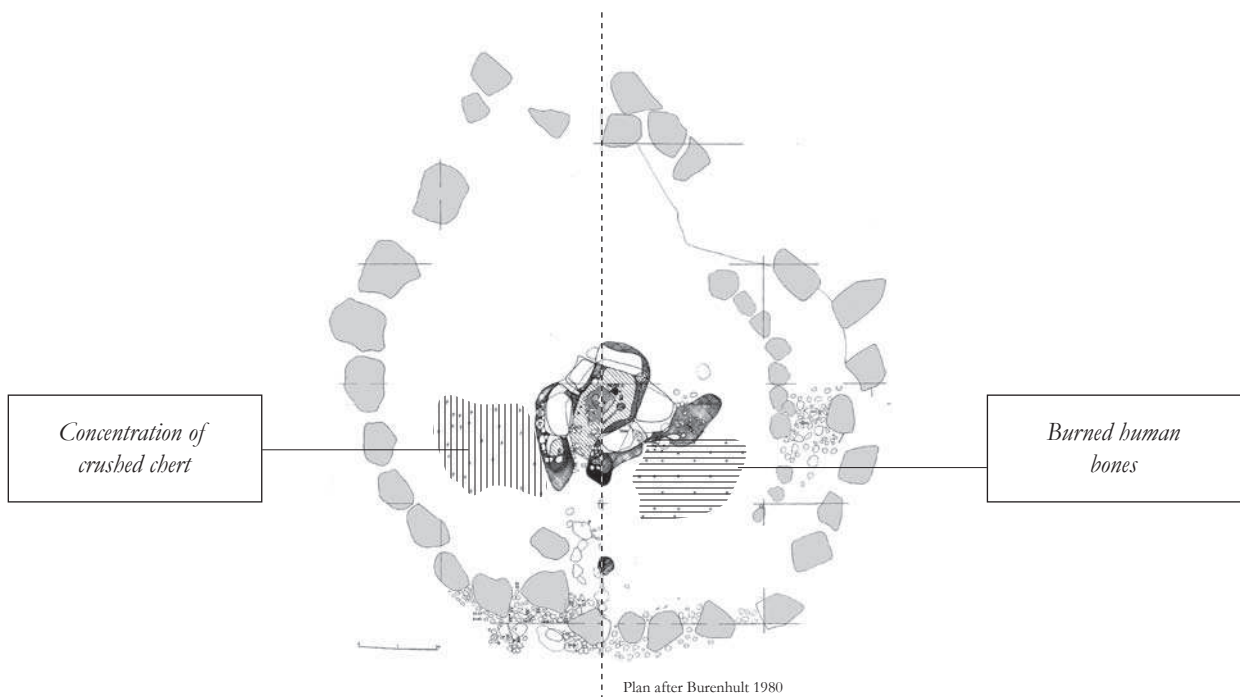 Concentration of
crushed chert
Burned human
bones
Plan after Burenhult 1980